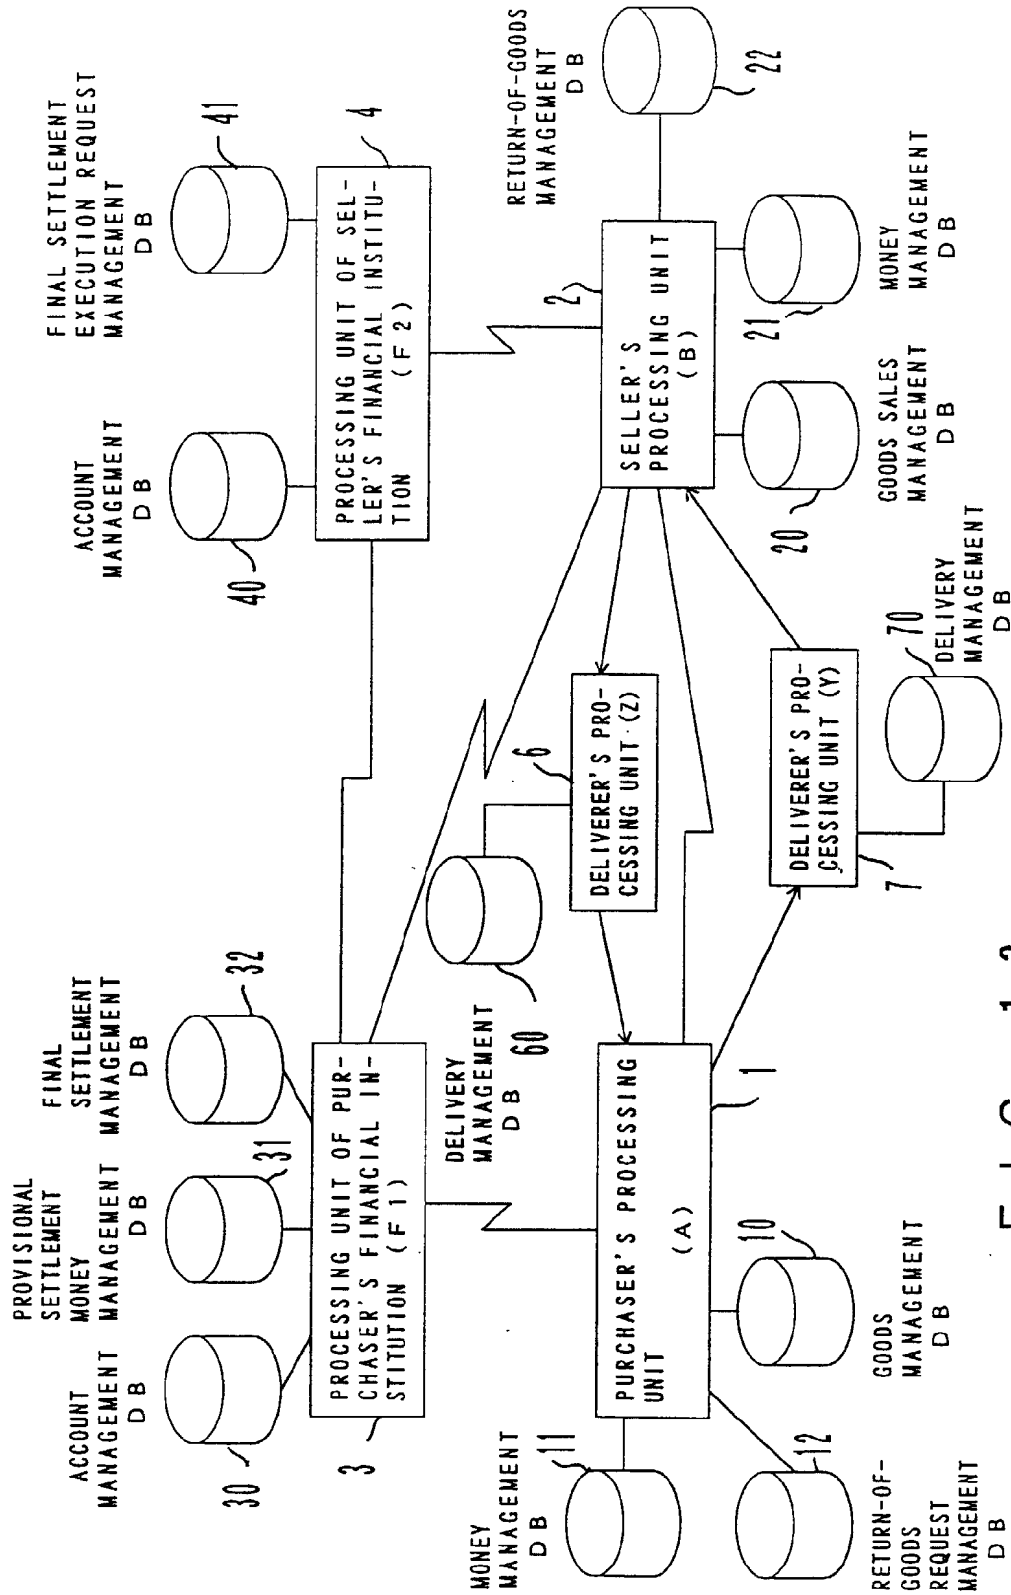 ACCOUNT
MANAGEMENT
DB
30
PROVISIONAL
SETTLEMENT
MONEY
MANAGEMENT
DB
31
FINAL
SETTLEMENT
MANAGEMENT
DB
32
ACCOUNT
MANAGEMENT
DB
40
FINAL SETTLEMENT
EXECUTION REQUEST
MANAGEMENT
DB
41
3
PROCESSING UNIT OF PUR-
CHASER'S FINANCIAL IN-
STITUTION (F1)
4
PROCESSING UNIT OF SEL-
LER'S FINANCIAL INSTITU-
TION (F2)
MONEY
MANAGEMENT
DB
11
DELIVERY
MANAGEMENT
DB
60
6
DELIVERER'S PRO-
CESSING UNIT (Z)
2
RETURN-OF-GOODS
MANAGEMENT
DB
22
PURCHASER'S PROCESSING
UNIT (A)
1
SELLER'S
PROCESSING UNIT
(B)
RETURN-OF-
GOODS
REQUEST
MANAGEMENT
DB
12
GOODS
MANAGEMENT
DB
10
DELIVERER'S PRO-
CESSING UNIT (Y)
7
70
DELIVERY
MANAGEMENT
DB
20
GOODS SALES
MANAGEMENT
DB
21
MONEY
MANAGEMENT
DB